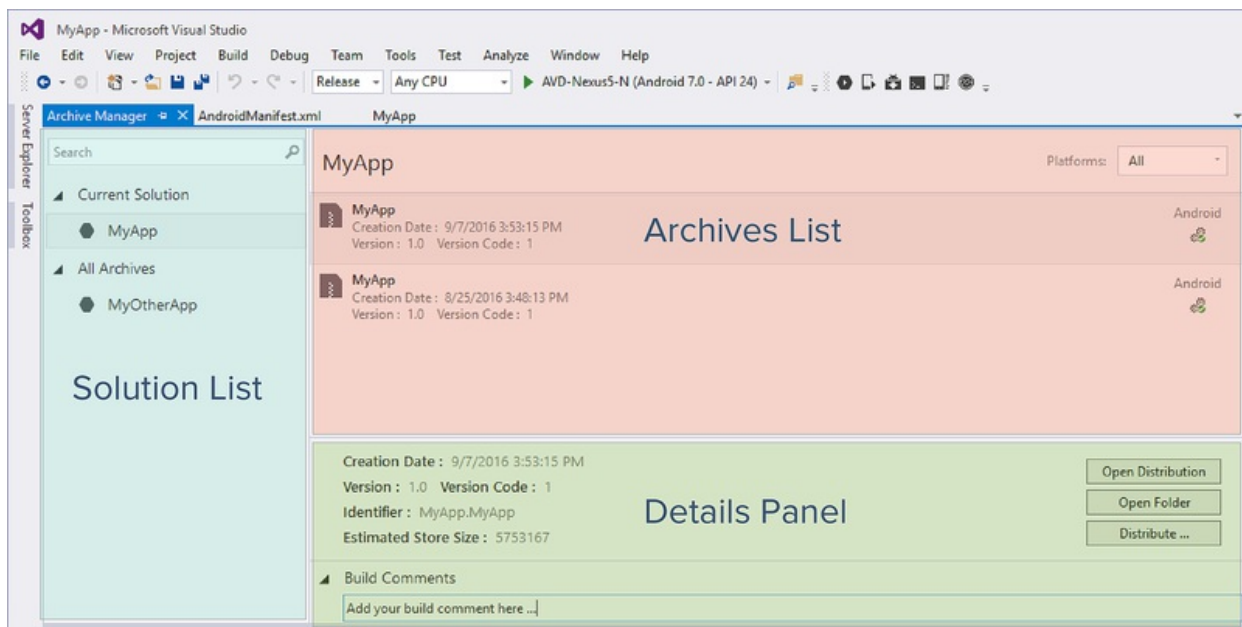 MyApp - Microsoft Visual Studio
File Edit View Project Build Debug Team Tools Test Analyze Window Help
Release Any CPU AVD-Nexus5-N (Android 7.0 - API 24)
Server Explorer
Toolbox
Archive Manager AndroidManifest.xml MyApp
Search
Current Solution
MyApp
All Archives
MyOtherApp
Solution List
MyApp
Platforms: All
MyApp
Creation Date : 9/7/2016 3:53:15 PM
Version : 1.0 Version Code : 1
Android
Archives List
MyApp
Creation Date : 8/25/2016 3:48:13 PM
Version : 1.0 Version Code : 1
Android
Creation Date : 9/7/2016 3:53:15 PM
Version : 1.0 Version Code : 1
Identifier : MyApp.MyApp
Estimated Store Size : 5753167
Details Panel
Open Distribution
Open Folder
Distribute ...
Build Comments
Add your build comment here ...